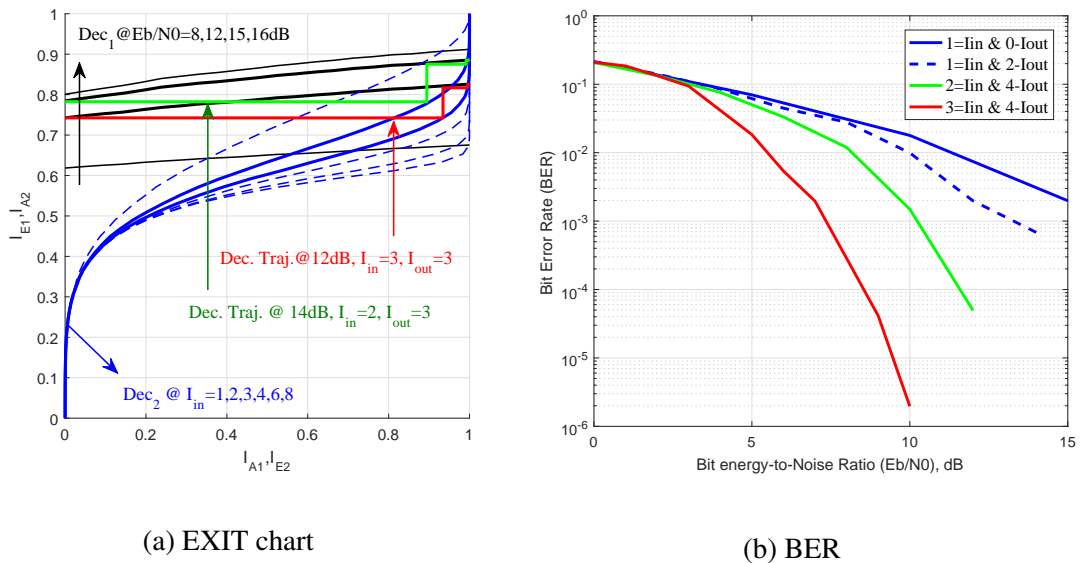 Dec1@Eb/N0=8,12,15,16dB
1
0.9
0.8
0.7
0.6
0.5
0.4
0.3
0.2
0.1
0
IE1,IA2
Dec. Traj.@12dB, Iin=3, Iout=3
Dec. Traj. @ 14dB, Iin=2, Iout=3
Dec2 @ Iin=1,2,3,4,6,8
0 0.2 0.4 0.6 0.8 1
IA1,IE2
(a) EXIT chart
10^0
10^-1
10^-2
10^-3
10^-4
10^-5
10^-6
Bit Error Rate (BER)
1=Iin & 0-Iout
1=Iin & 2-Iout
2=Iin & 4-Iout
3=Iin & 4-Iout
0 5 10 15
Bit energy-to-Noise Ratio (Eb/N0), dB
(b) BER